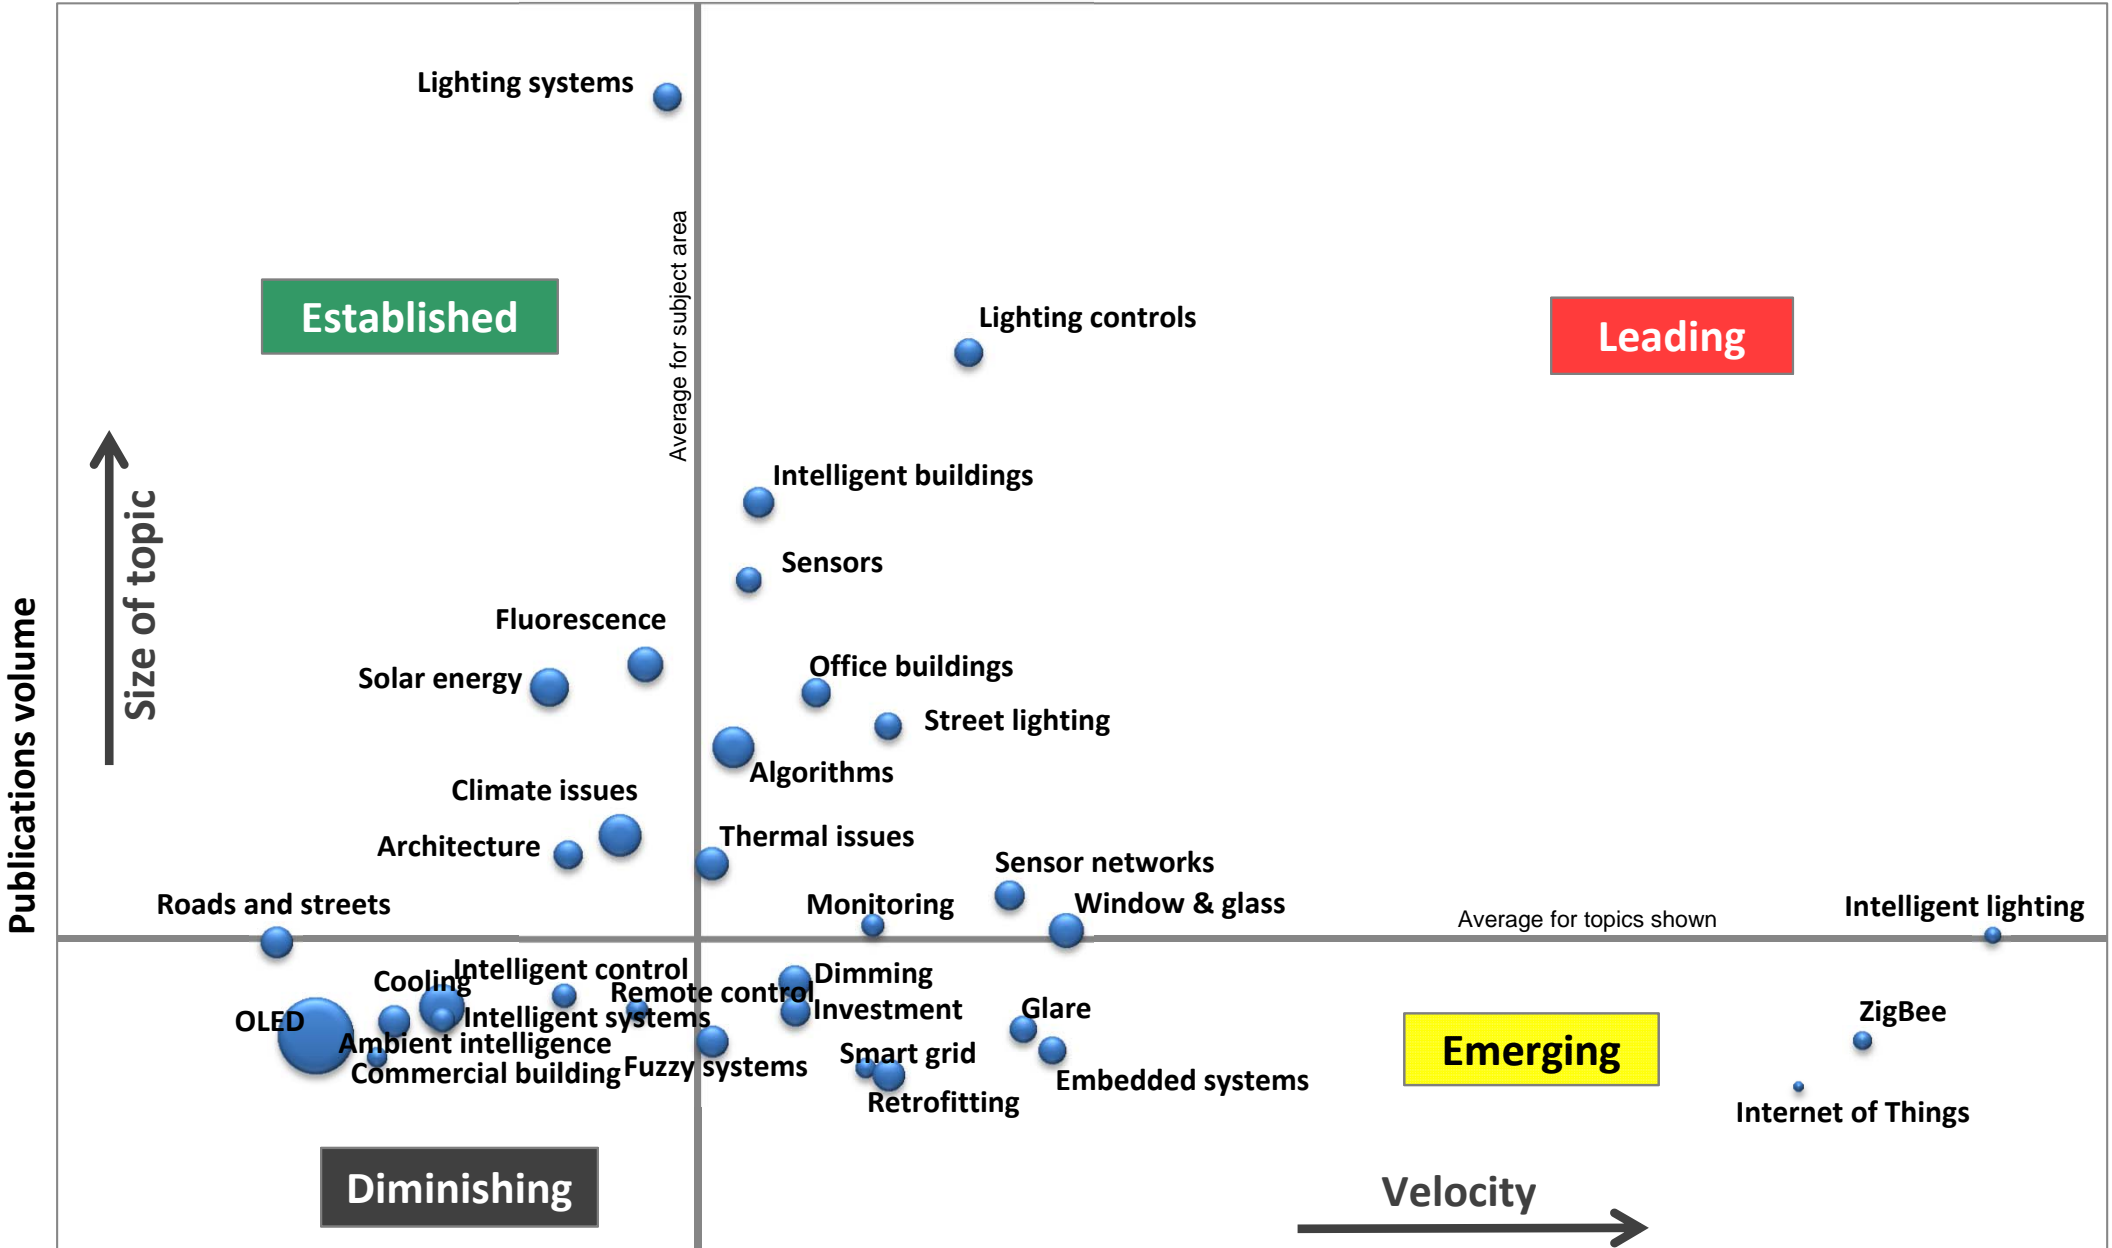 Lighting systems
Average for subject area
Established
Lighting controls
Leading
Intelligent buildings
Size of topic
Sensors
Publications volume
Fluorescence
Solar energy
Office buildings
Street lighting
Algorithms
Climate issues
Architecture
Thermal issues
Sensor networks
Roads and streets
Monitoring
Window & glass
Average for topics shown
Intelligent lighting
Intelligent control
Cooling
Dimming
Remote control
Investment
Glare
ZigBee
OLED
Intelligent systems
Ambient intelligence
Smart grid
Emerging
Commercial building
Fuzzy systems
Embedded systems
Retrofitting
Internet of Things
Diminishing
Velocity